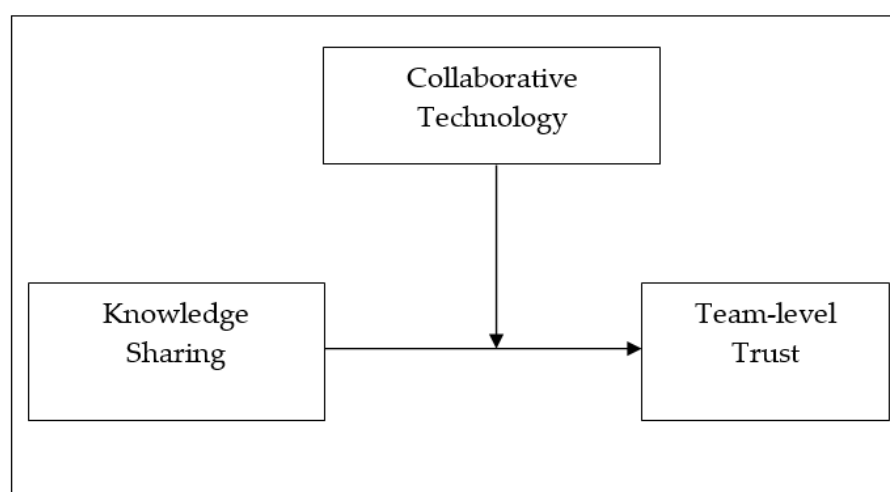 Collaborative
Technology
Knowledge
Sharing
Team-level
Trust